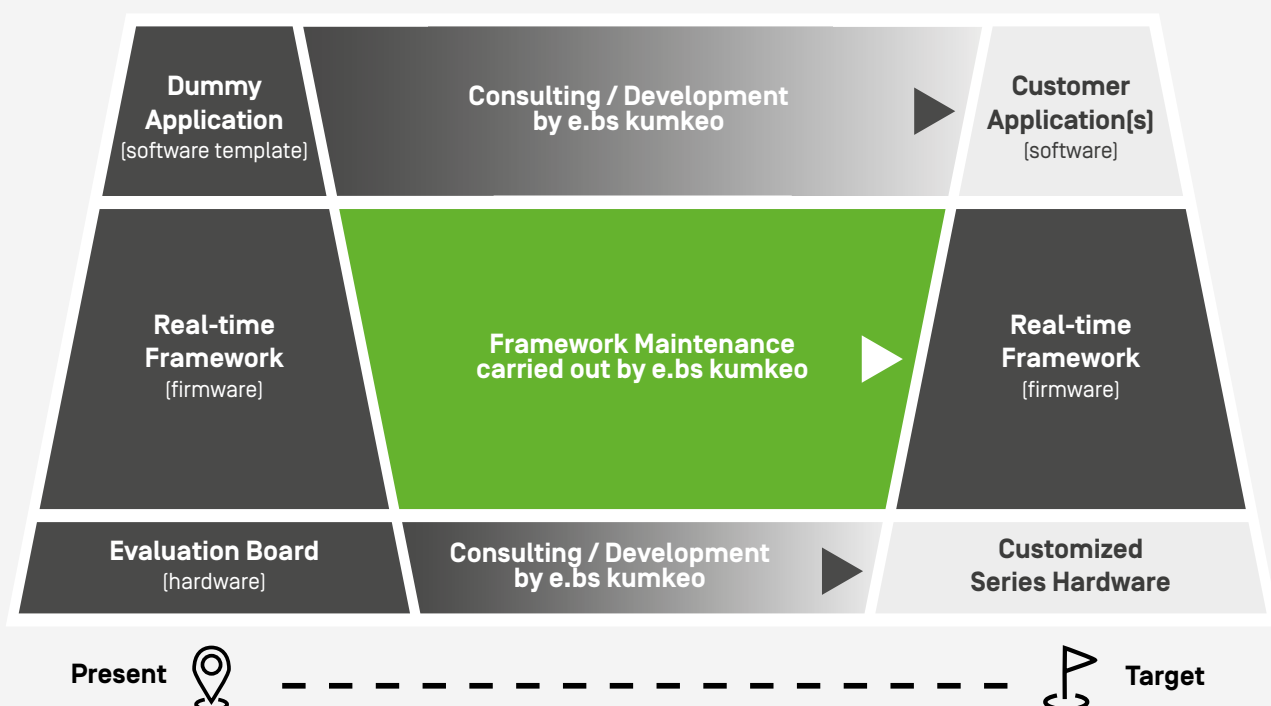 Dummy
Application
(software template)
Consulting / Development
by e.bs kumkeo
Customer
Application(s)
(software)
Real-time
Framework
(firmware)
Framework Maintenance
carried out by e.bs kumkeo
Real-time
Framework
(firmware)
Evaluation Board
(hardware)
Consulting / Development
by e.bs kumkeo
Customized
Series Hardware
Present
Target